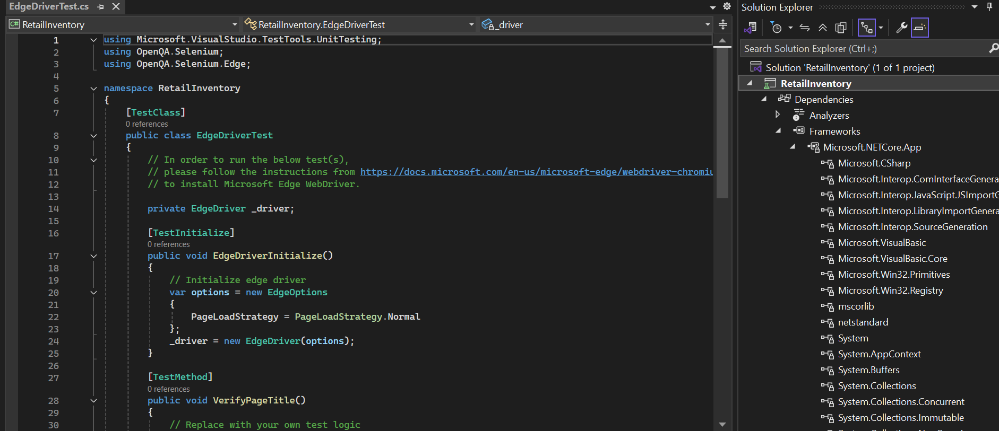 EdgeDriverTest.cs
RetailInventory
RetailInventory.EdgeDriverTest
_driver
1 using Microsoft.VisualStudio.TestTools.UnitTesting;
2 using OpenQA.Selenium;
3 using OpenQA.Selenium.Edge;
4
5 namespace RetailInventory
6 {
7 [TestClass]
0 references
8 public class EdgeDriverTest
9 {
10 // In order to run the below test(s),
11 // please follow the instructions from https://docs.microsoft.com/en-us/microsoft-edge/webdriver-chromiu
12 // to install Microsoft Edge WebDriver.
13
14 private EdgeDriver _driver;
15
16 [TestInitialize]
0 references
17 public void EdgeDriverInitialize()
18 {
19 // Initialize edge driver
20 var options = new EdgeOptions
21 {
22 PageLoadStrategy = PageLoadStrategy.Normal
23 };
24 _driver = new EdgeDriver(options);
25 }
26
27 [TestMethod]
0 references
28 public void VerifyPageTitle()
29 {
30 // Replace with your own test logic
Solution Explorer
Search Solution Explorer (Ctrl+;)
Solution 'RetailInventory' (1 of 1 project)
RetailInventory
Dependencies
Analyzers
Frameworks
Microsoft.NETCore.App
Microsoft.CSharp
Microsoft.Interop.ComInterfaceGenera
Microsoft.Interop.JavaScript.JSImportG
Microsoft.Interop.LibraryImportGenera
Microsoft.Interop.SourceGeneration
Microsoft.VisualBasic
Microsoft.VisualBasic.Core
Microsoft.Win32.Primitives
Microsoft.Win32.Registry
mscorlib
netstandard
System
System.AppContext
System.Buffers
System.Collections
System.Collections.Concurrent
System.Collections.Immutable